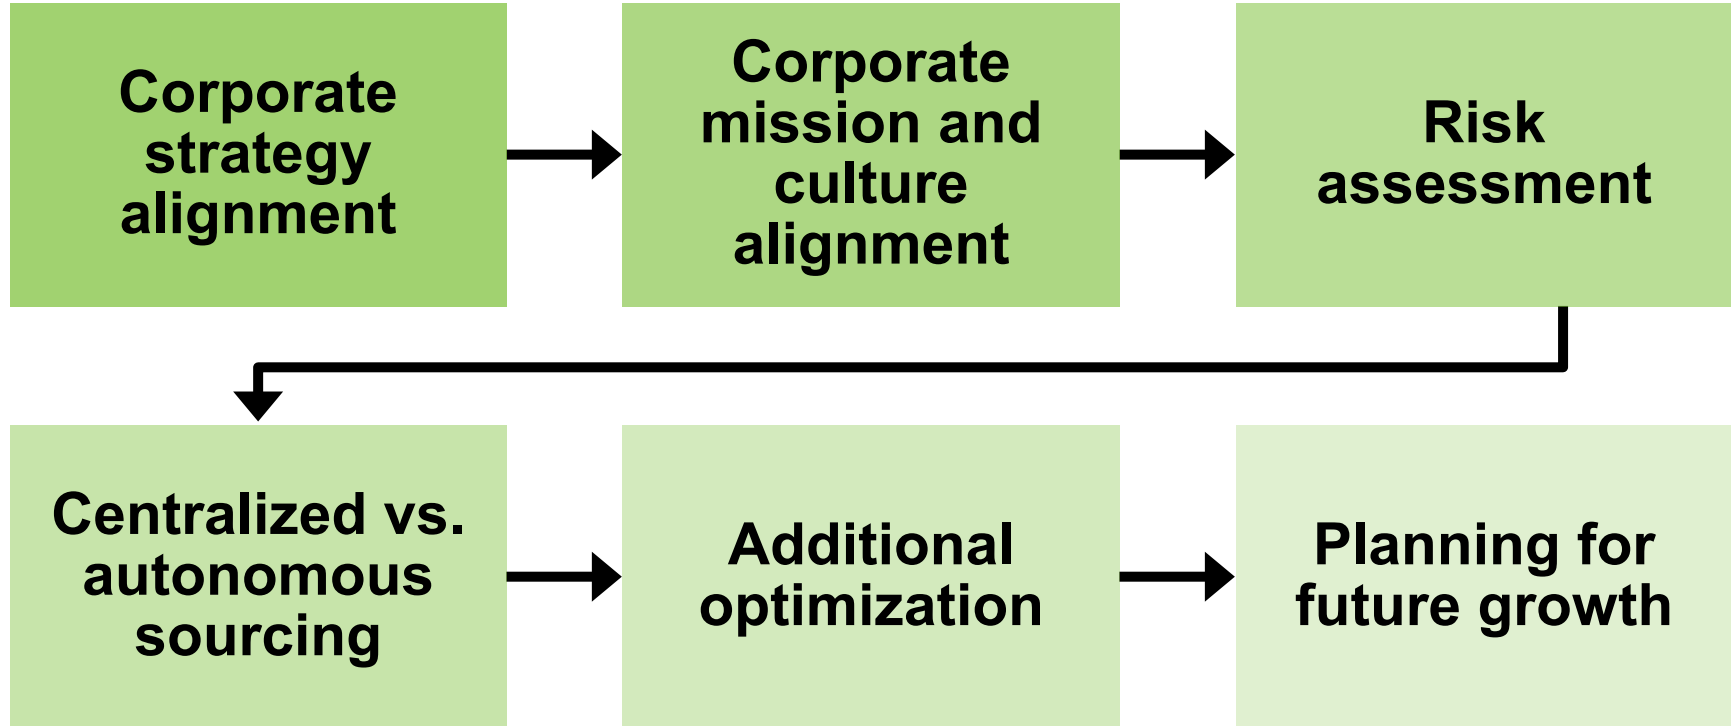 Corporate
strategy
alignment
Corporate
mission and
culture
alignment
Risk
assessment
Centralized vs.
autonomous
sourcing
Additional
optimization
Planning for
future growth